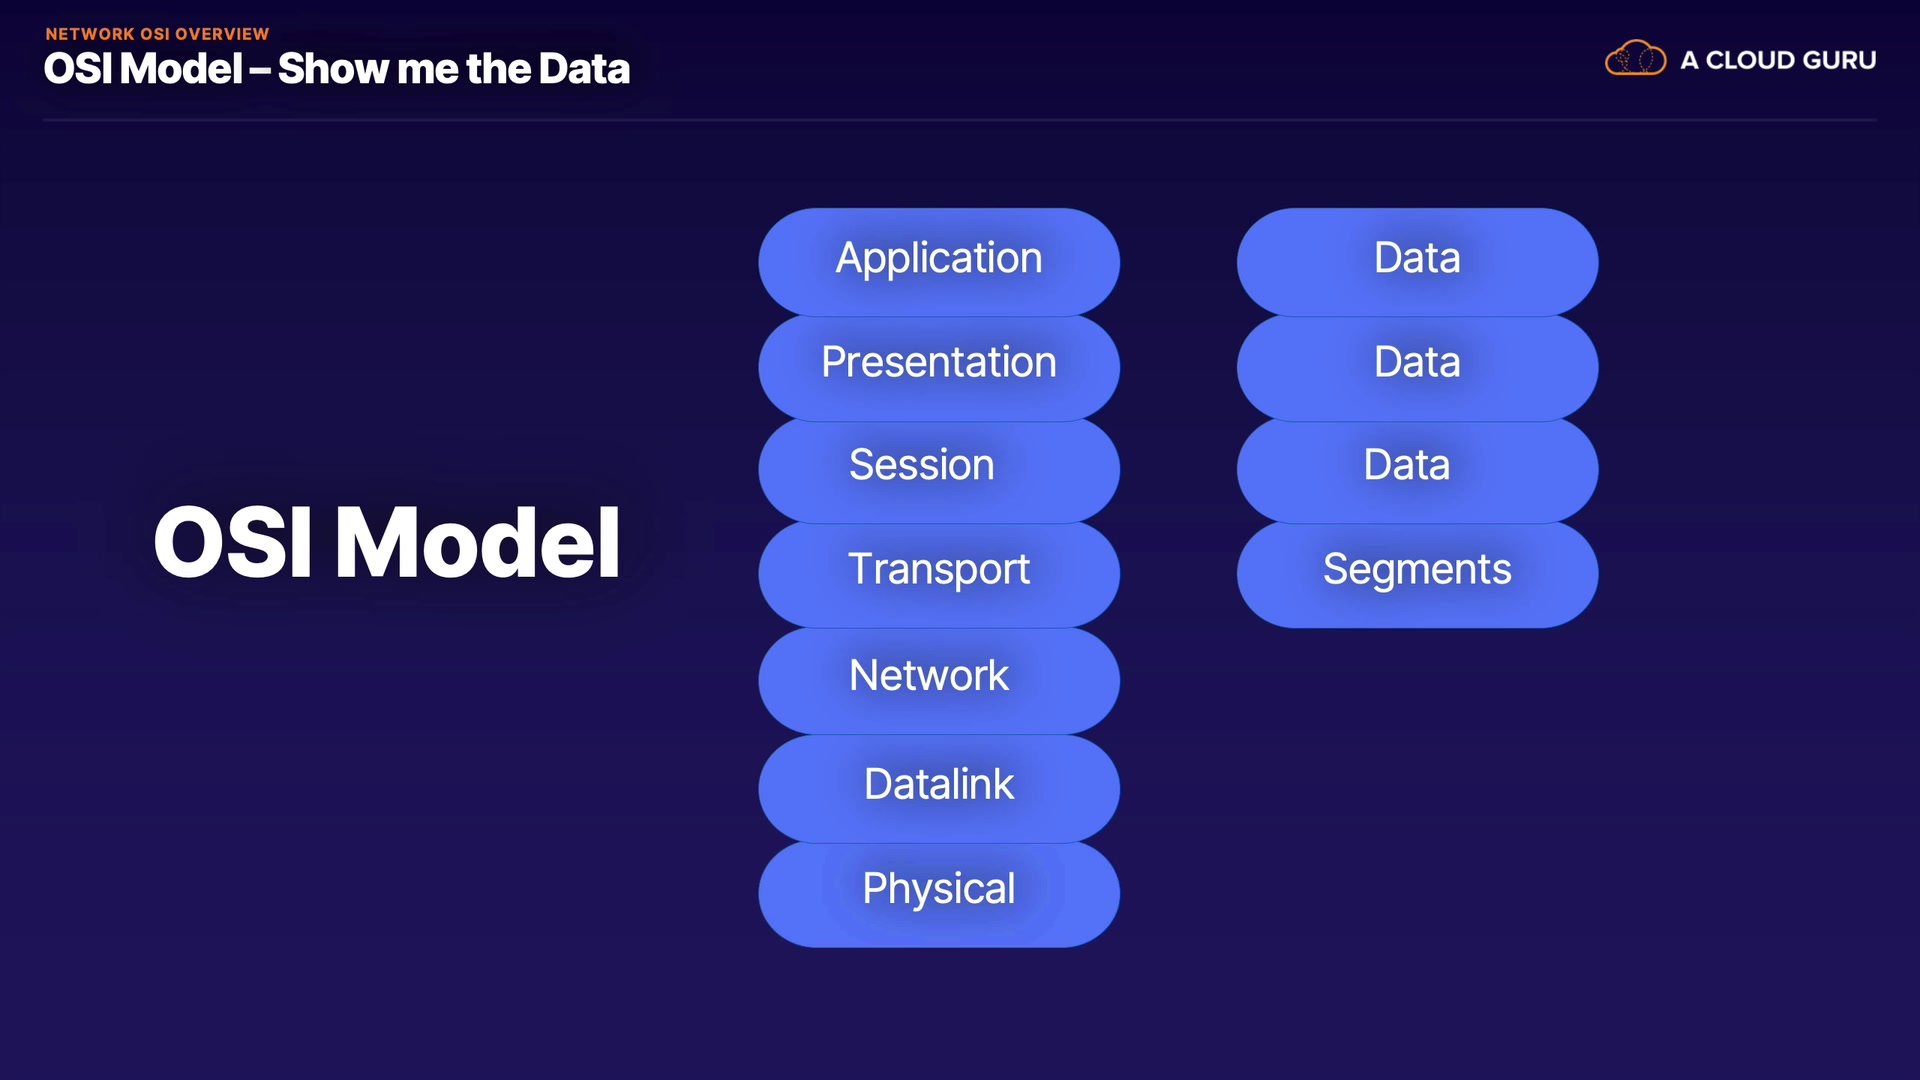 NETWORK OSI OVERVIEW
OSI Model – Show me the Data
A CLOUD GURU
OSI Model
Application
Presentation
Session
Transport
Network
Datalink
Physical
Data
Data
Data
Segments